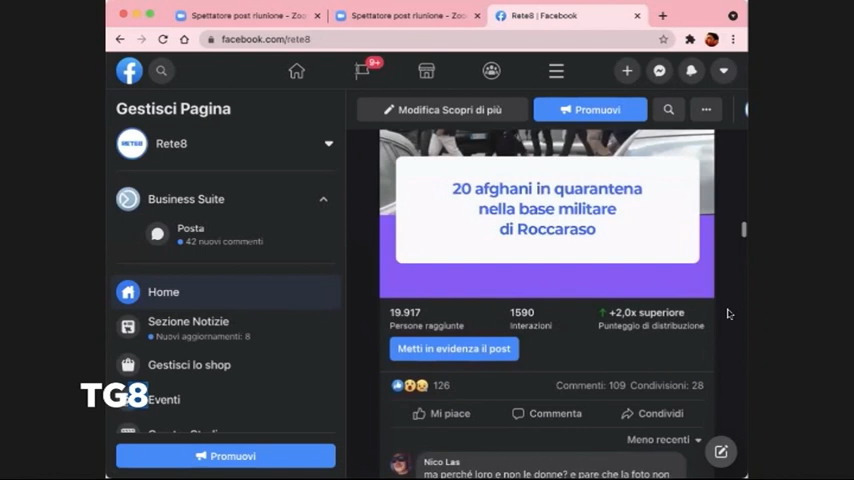 Spettatore post riunione - Zoo
Spettatore post riunione - Zoo
Rete8 | Facebook
facebook.com/rete8
9+
Gestisci Pagina
Modifica Scopri di più
Promuovi
RETE8
Rete8
Business Suite
Posta
42 nuovi commenti
Home
Sezione Notizie
Nuovi aggiornamenti: 8
Gestisci lo shop
Eventi
TG8
Promuovi
20 afghani in quarantena
nella base militare
di Roccaraso
19.917
Persone raggiunte
1590
Interazioni
+2,0x superiore
Punteggio di distribuzione
Metti in evidenza il post
126
Commenti: 109 Condivisioni: 28
Mi piace
Commenta
Condividi
Meno recenti
Nico Las
ma perché loro e non le donne? e pare che la foto non